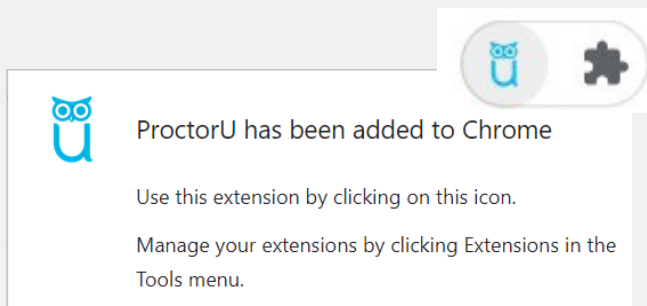 ProctorU has been added to Chrome
Use this extension by clicking on this icon.
Manage your extensions by clicking Extensions in the
Tools menu.